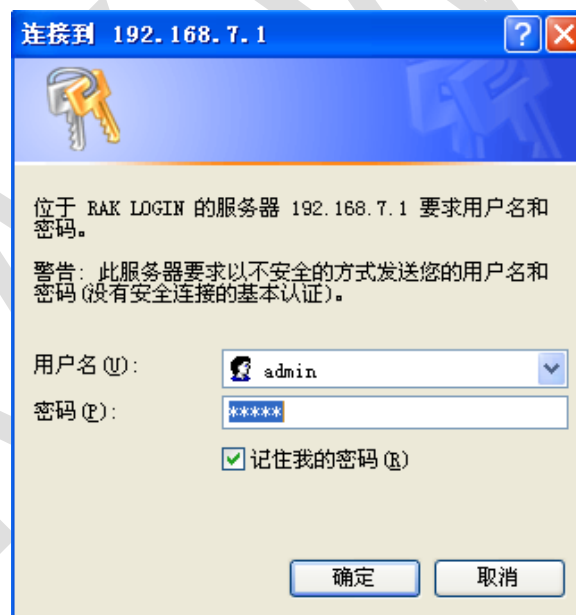 连接到 192.168.7.1
位于 RAK LOGIN 的服务器 192.168.7.1 要求用户名和
密码。
警告: 此服务器要求以不安全的方式发送您的用户名和
密码(没有安全连接的基本认证)。
用户名(U):
admin
密码(P):
*****
记住我的密码(R)
确定
取消